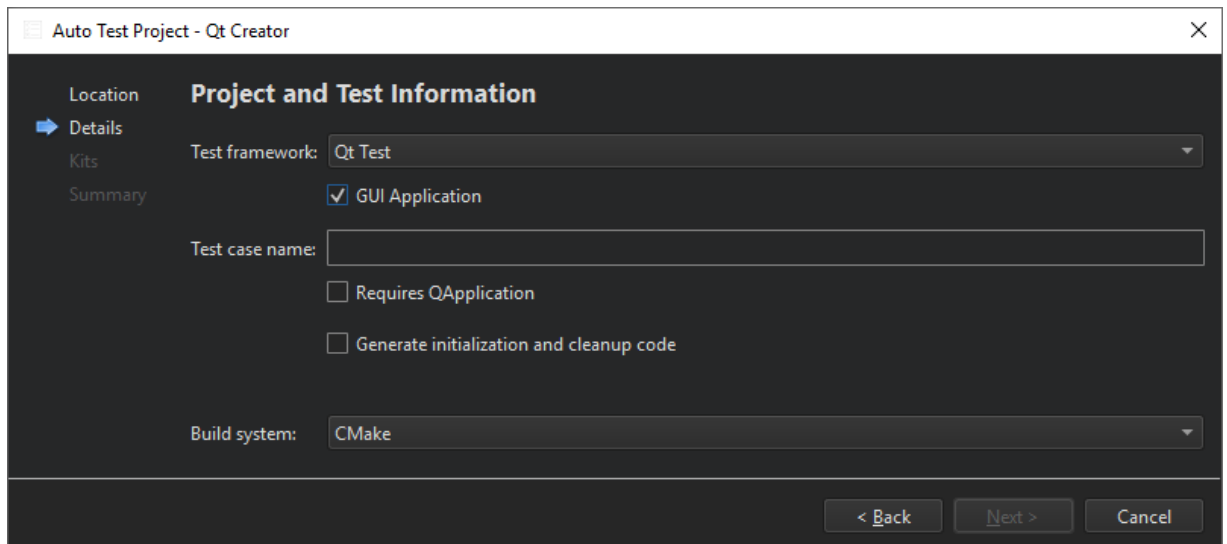 Auto Test Project - Qt Creator
Location
Details
Kits
Summary
Project and Test Information
Test framework: Qt Test
GUI Application
Test case name:
Requires QApplication
Generate initialization and cleanup code
Build system: CMake
< Back Next > Cancel